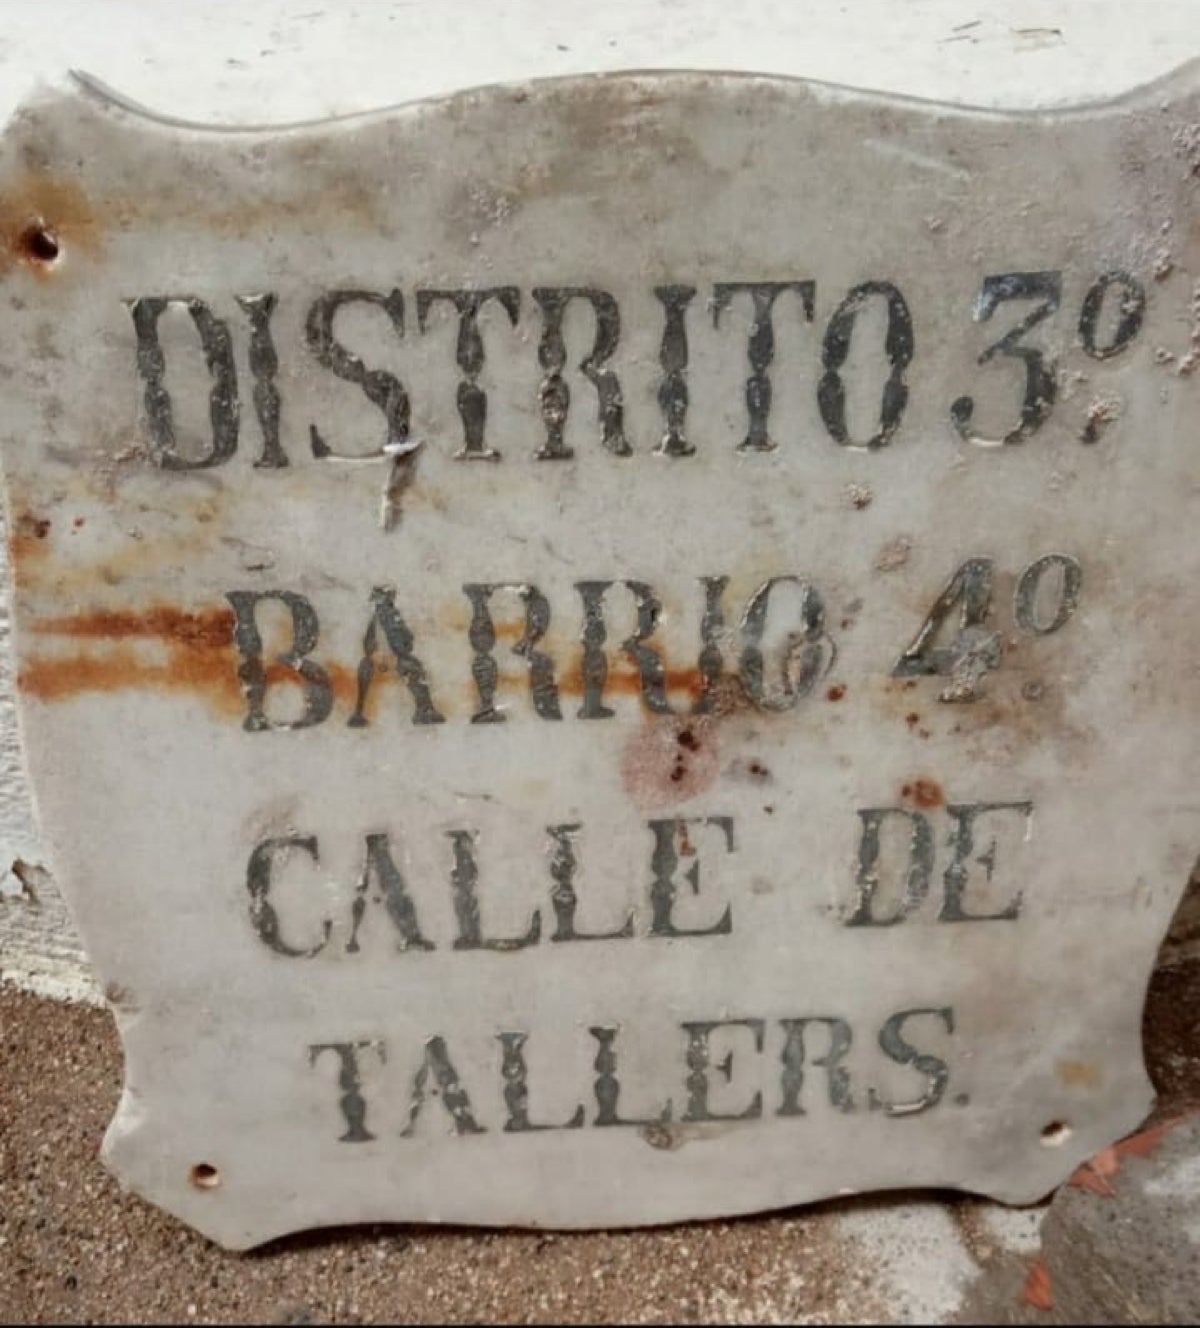 DISTRITO 3º
BARRIO 4º
CALLE DE
TALLERS.